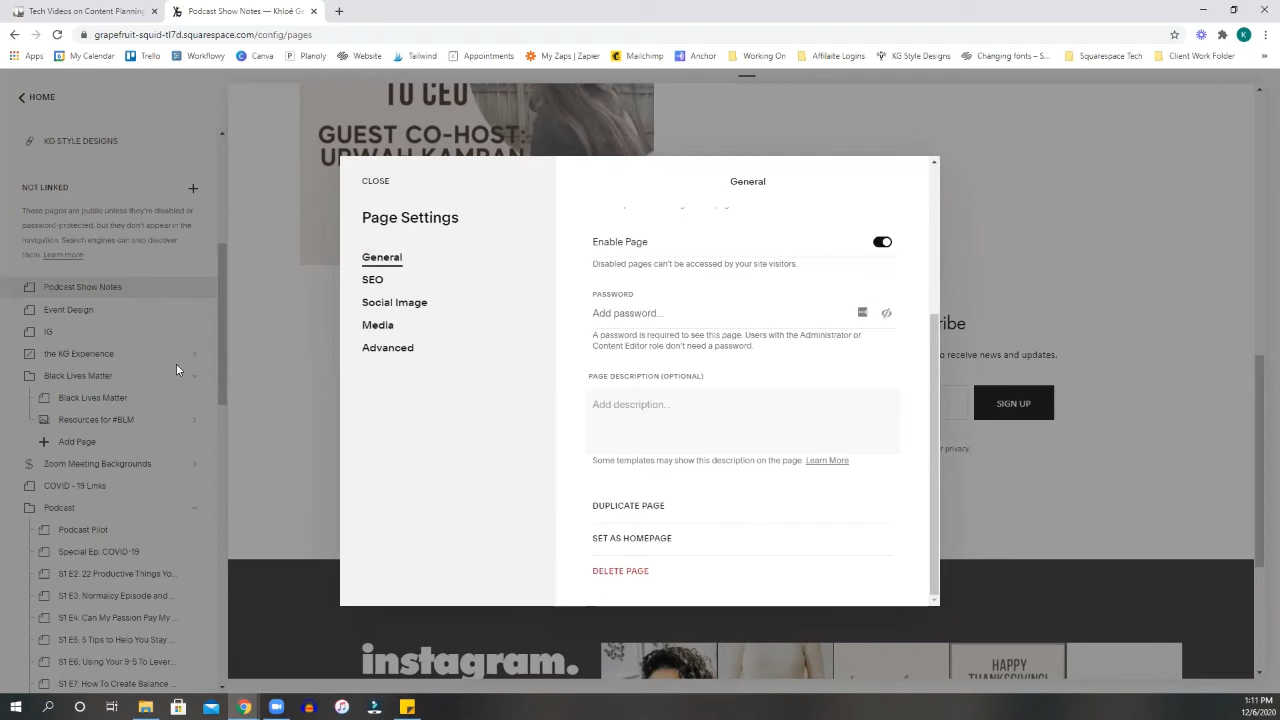 Yelena News on Content Planning
Podcast Show Notes — Khloé G
grapefruit-squid-t7d.squarespace.com/config/pages
K
Apps
My Calendar
Trello
Workflowy
Canva
Paypal
Website
Tailwind
Appointments
My Zaps | Zapier
Mailchimp
Anchor
Working On
Affilaite Logins
KG Style Designs
Changing fonts – C...
Squarespace Tech
Client Work Folder
HOME
KG STYLE DESIGNS
NOT LINKED
These pages are public unless they're disabled or
password-protected, but they don't appear in the
navigation. Search engines can also discover
them. Learn more
Podcast Show Notes
Event Design
IG
the KG Experience
Black Lives Matter
Black Lives Matter
Resources for #BLM
Add Page
Zoom Meeting Backgrounds
COVID - 19 Links
Podcast
Podcast Pilot
Special Ep: COVID-19
S1 E2: 22 Productive Things Yo...
S1 E3: Normalcy Episode and ...
S1 E4: Can My Passion Pay My ...
S1 E5: 5 Tips to Help You Stay ...
S1 E6: Using Your 9-5 To Lever...
S1 E7: How To Create Balance ...
TO CEO
GUEST CO-HOST:
URWAH KAMRAN
CLOSE
Page Settings
General
SEO
Social Image
Media
Advanced
General
Enable Page
Disabled pages can't be accessed by your site visitors.
PASSWORD
Add password...
A password is required to see this page. Users with the Administrator or
Content Editor role don't need a password.
PAGE DESCRIPTION (OPTIONAL)
Add description...
Some templates may show this description on the page. Learn More
DUPLICATE PAGE
SET AS HOMEPAGE
DELETE PAGE
ribe
o receive news and updates.
SIGN UP
r privacy.
instagram.
HAPPY
THANKSGIVING!
1:11 PM
12/6/2020